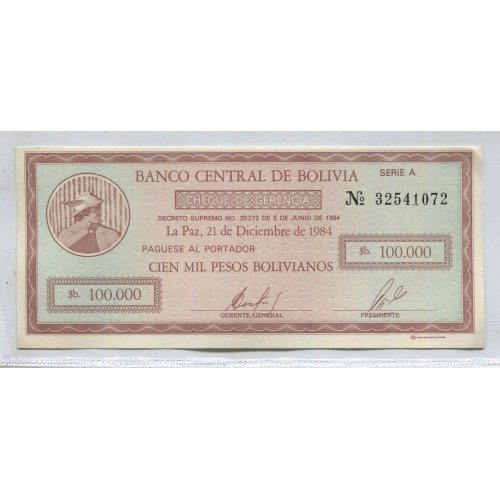 BANCO CENTRAL DE BOLIVIA
SERIE A
CHEQUE DE GERENCIA
№ 32541072
DECRETO SUPREMO NO. 20272 DE 5 DE JUNIO DE 1984
La Paz, 21 de Diciembre de 1984
PAGUESE AL PORTADOR
$b. 100.000
CIEN MIL PESOS BOLIVIANOS
$b. 100.000
GERENTE GENERAL
PRESIDENTE